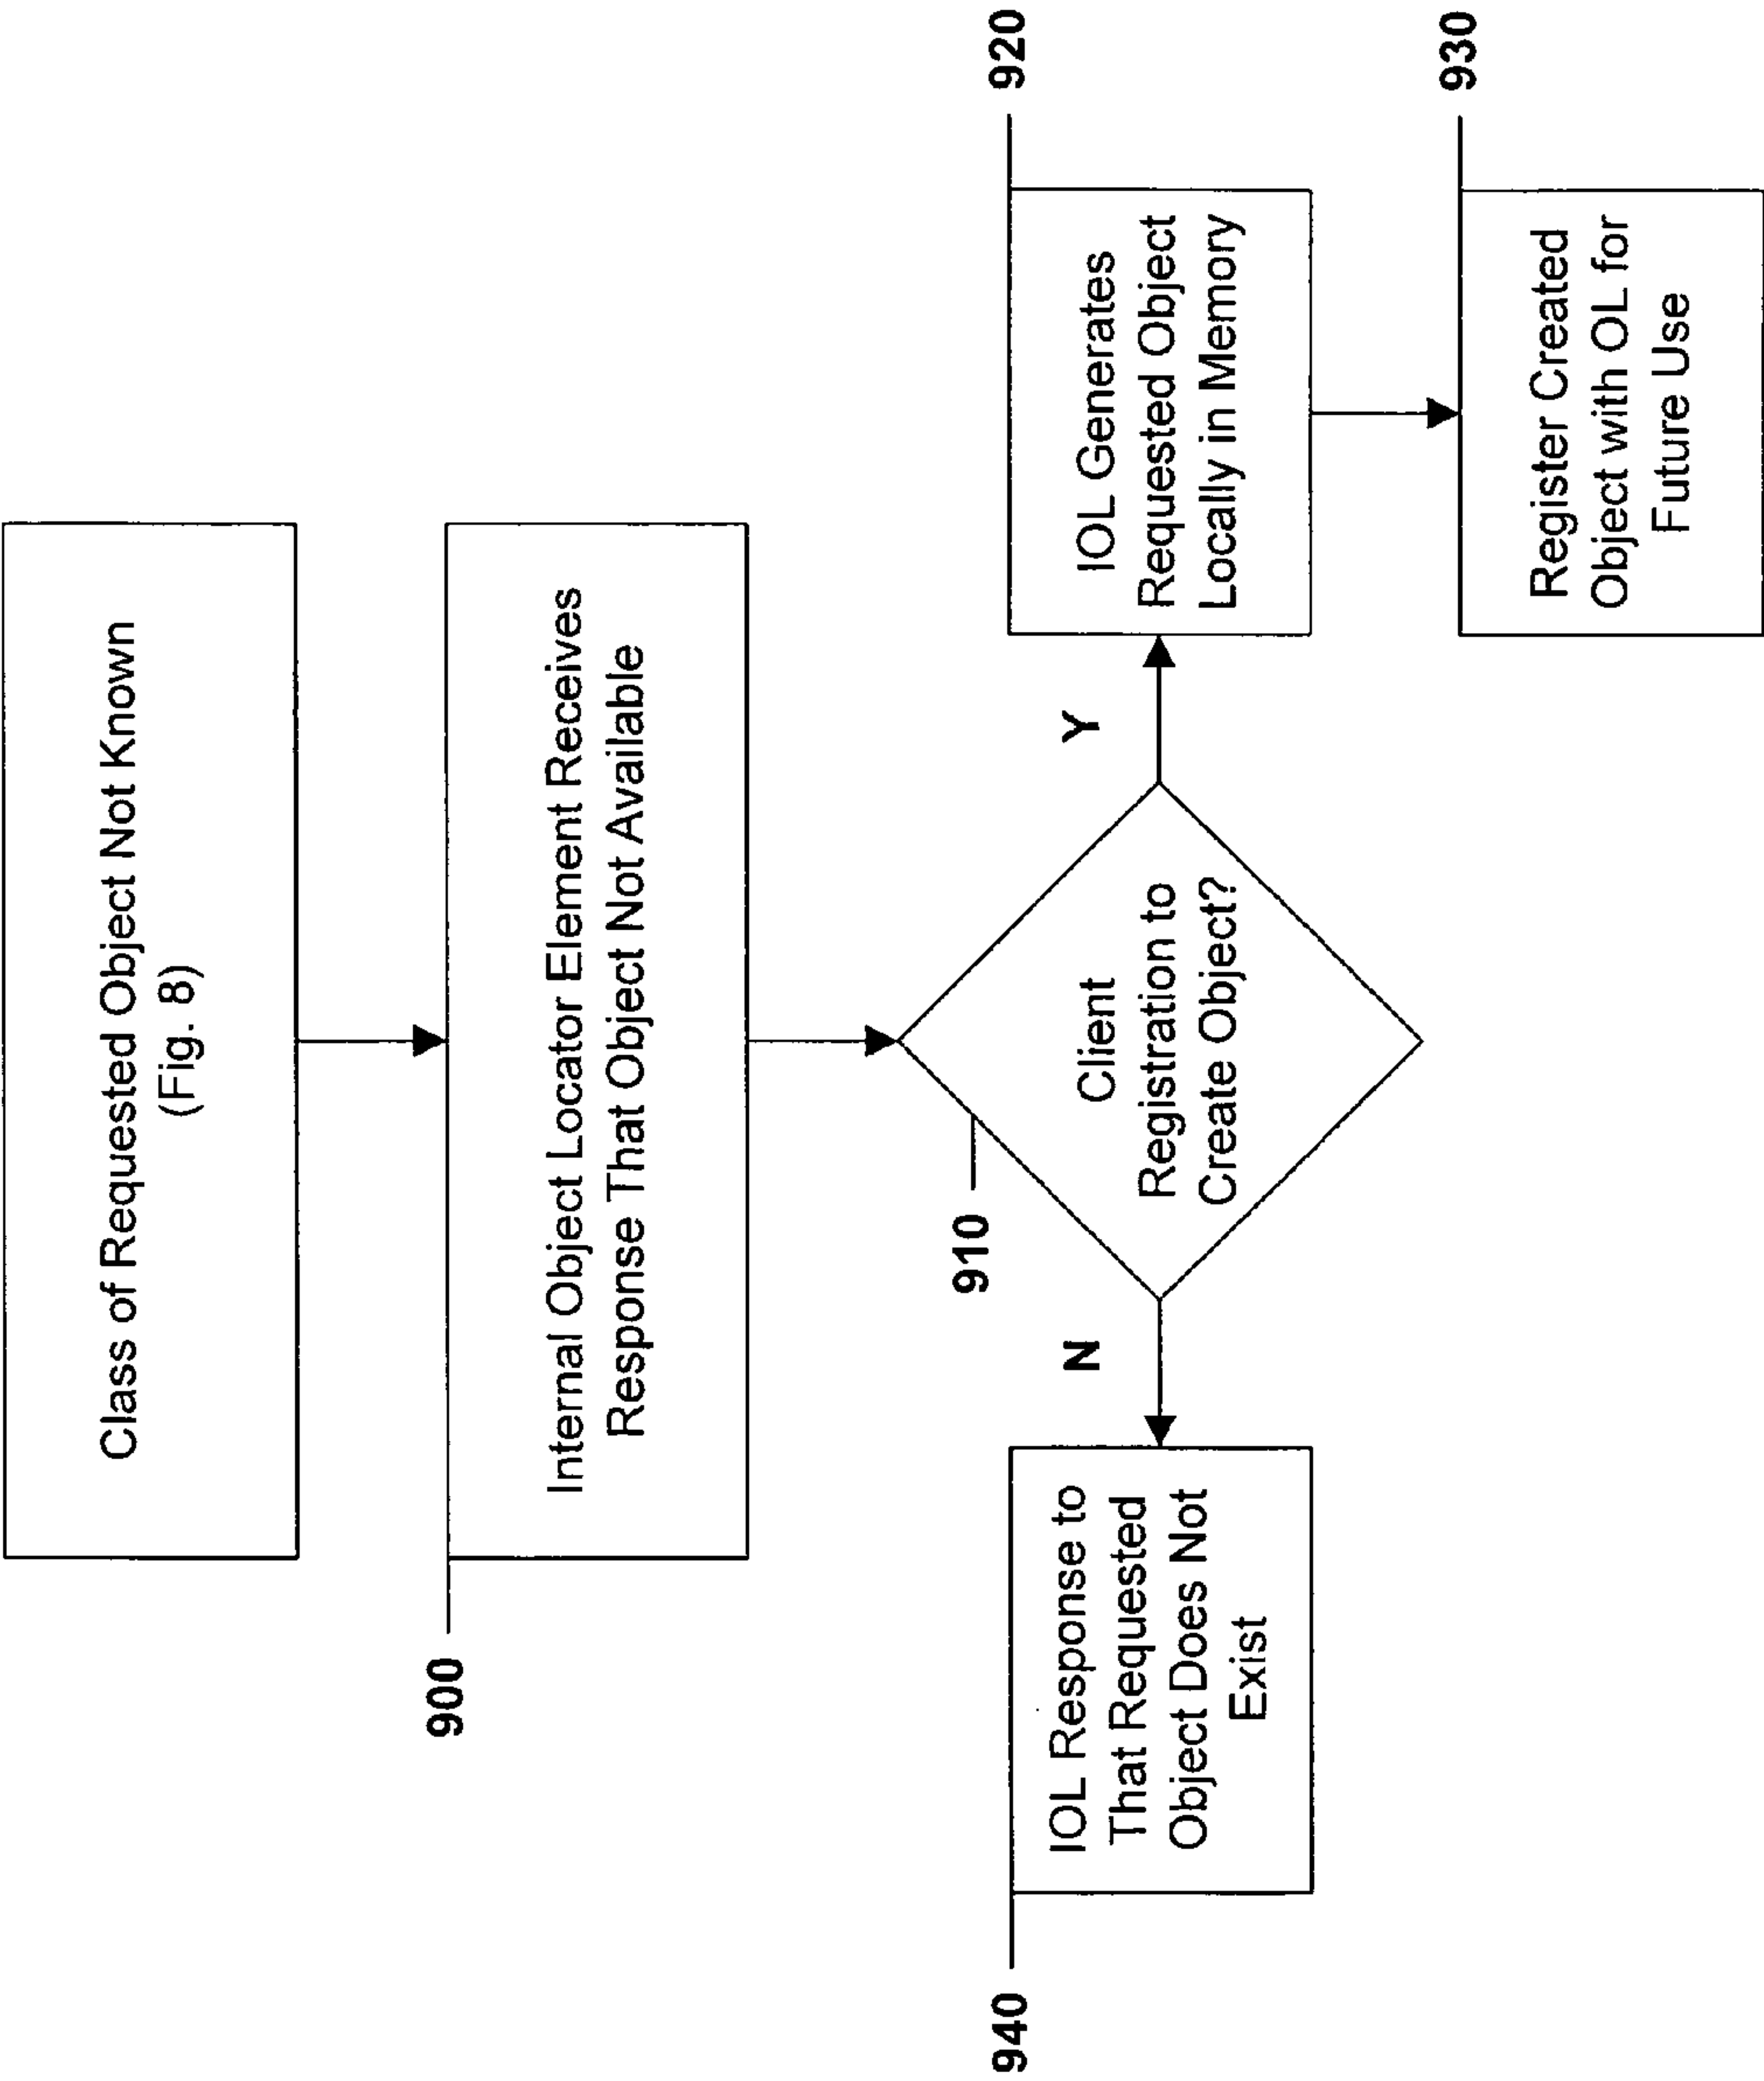 Class of Requested Object Not Known
(Fig. 8)
900
Internal Object Locator Element Receives
Response That Object Not Available
910
Client
Registration to
Create Object?
N
Y
940
IOL Response to
That Requested
Object Does Not
Exist
920
IOL Generates
Requested Object
Locally in Memory
930
Register Created
Object with OL for
Future Use